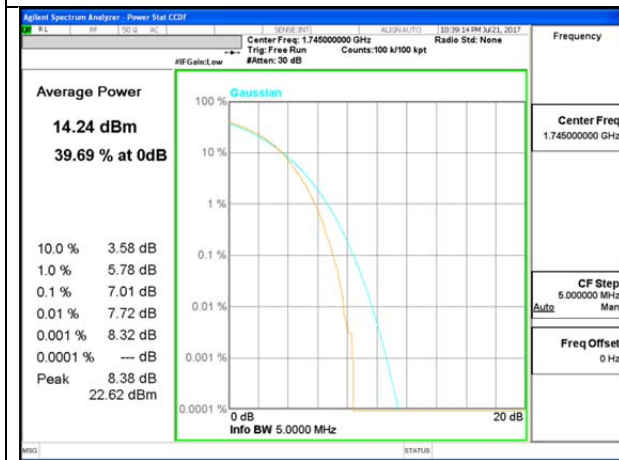 Agilent Spectrum Analyzer - Power Stat CCDF
RL RF 50 Ω AC SENSE:INT ALIGNAUTO 10:39:14 PM Jul 21, 2017
Center Freq: 1.745000000 GHz Radio Std: None
Trig: Free Run Counts:100 k/100 kpt
#IFGain:Low #Atten: 30 dB
Frequency
Average Power
14.24 dBm
39.69 % at 0dB
10.0 % 3.58 dB
1.0 % 5.78 dB
0.1 % 7.01 dB
0.01 % 7.72 dB
0.001 % 8.32 dB
0.0001 % --- dB
Peak 8.38 dB
22.62 dBm
Gaussian
100 %
10 %
1 %
0.1 %
0.01 %
0.001 %
0.0001 %
0 dB 20 dB
Info BW 5.0000 MHz
Center Freq
1.745000000 GHz
CF Step
5.000000 MHz
Auto Man
Freq Offset
0 Hz
MSG STATUS